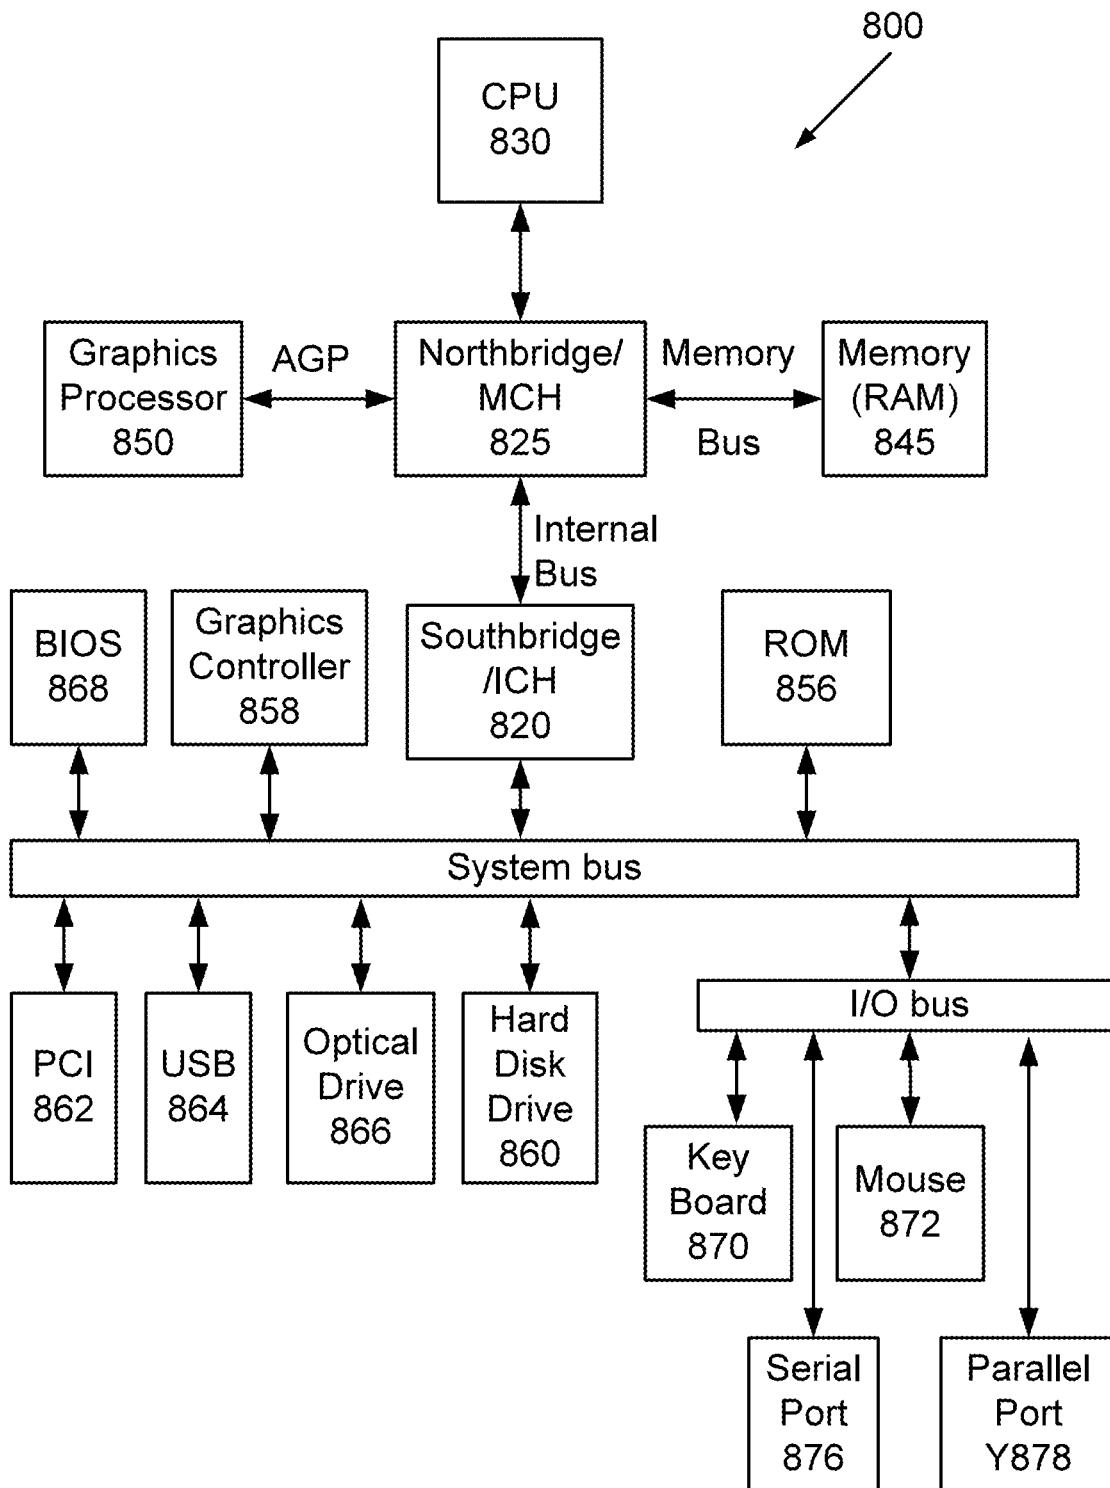 800
CPU
830
Graphics
Processor
850
AGP
Northbridge/
MCH
825
Memory
Bus
Memory
(RAM)
845
Internal
Bus
BIOS
868
Graphics
Controller
858
Southbridge
/ICH
820
ROM
856
System bus
PCI
862
USB
864
Optical
Drive
866
Hard
Disk
Drive
860
I/O bus
Key
Board
870
Mouse
872
Serial
Port
876
Parallel
Port
Y878